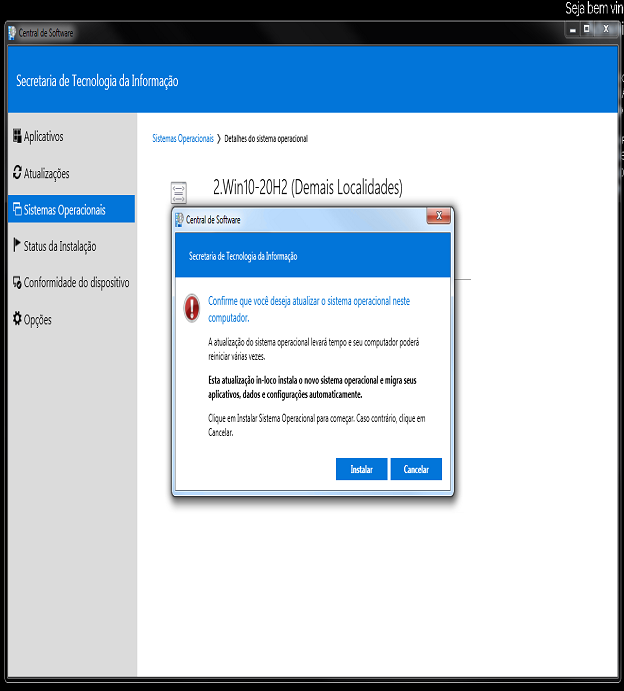 Seja bem vin
Central de Software
Secretaria de Tecnologia da Informação
Aplicativos
Atualizações
Sistemas Operacionais
Status da Instalação
Conformidade do dispositivo
Opções
Sistemas Operacionais ❯ Detalhes do sistema operacional
2.Win10-20H2 (Demais Localidades)
Central de Software
Secretaria de Tecnologia da Informação
Confirme que você deseja atualizar o sistema operacional neste
computador.
A atualização do sistema operacional levará tempo e seu computador poderá
reiniciar várias vezes.
Esta atualização in-loco instala o novo sistema operacional e migra seus
aplicativos, dados e configurações automaticamente.
Clique em Instalar Sistema Operacional para começar. Caso contrário, clique em
Cancelar.
Instalar
Cancelar